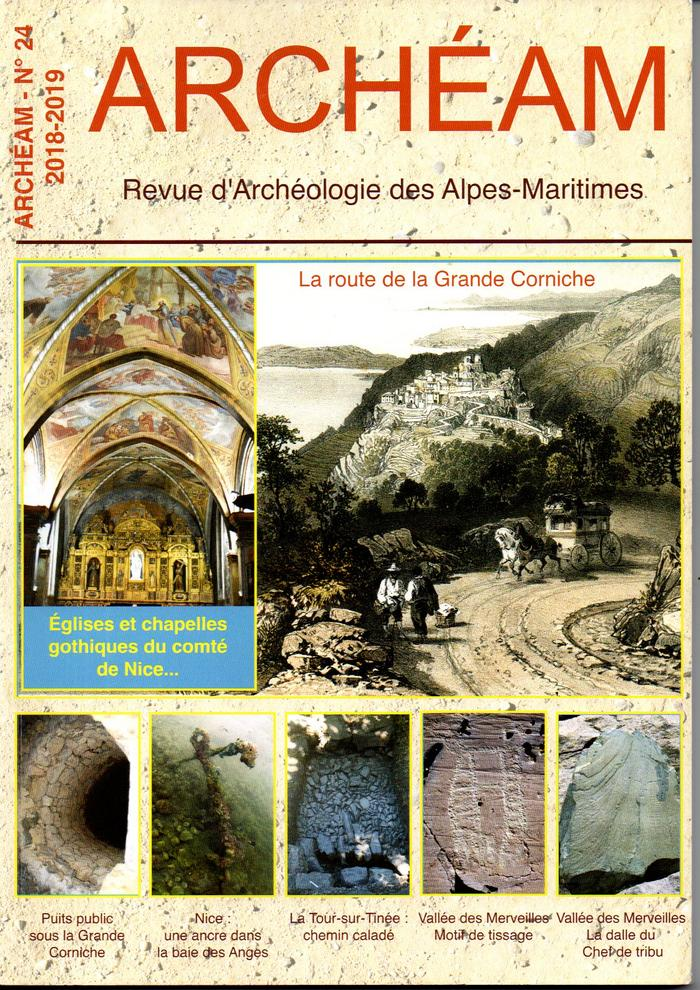 ARCHÉAM - N° 24
2018-2019
ARCHÉAM
Revue d'Archéologie des Alpes-Maritimes
La route de la Grande Corniche
Églises et chapelles
gothiques du comté
de Nice...
Puits public
sous la Grande
Corniche
Nice :
une ancre dans
la baie des Anges
La Tour-sur-Tinée :
chemin caladé
Vallée des Merveilles
Motif de tissage
Vallée des Merveilles
La dalle du
Chef de tribu